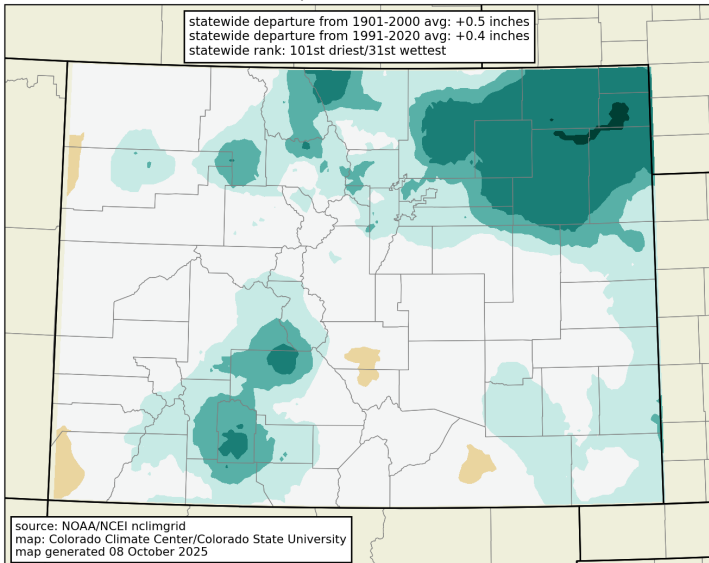 statewide departure from 1901-2000 avg: +0.5 inches
statewide departure from 1991-2020 avg: +0.4 inches
statewide rank: 101st driest/31st wettest
source: NOAA/NCEI nclimgrid
map: Colorado Climate Center/Colorado State University
map generated 08 October 2025